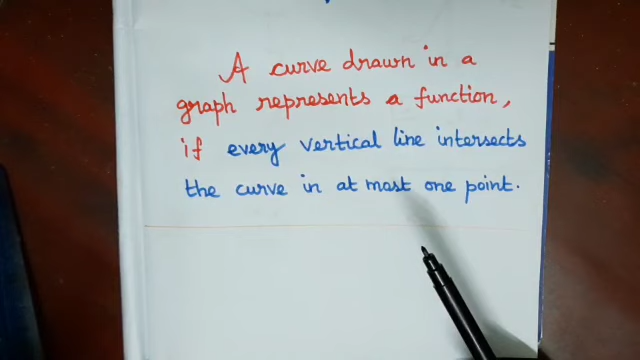 A curve drawn in a
graph represents a function,
if every vertical line intersects
the curve in at most one point.